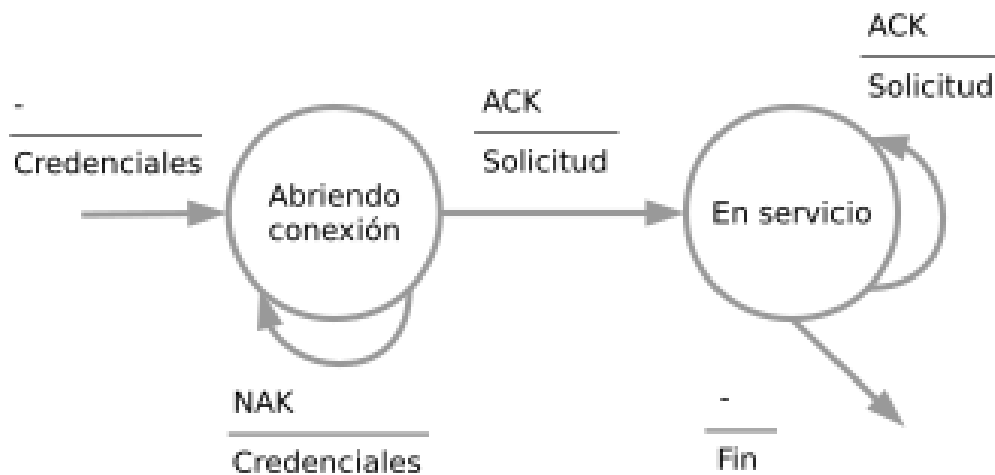 -
Credenciales
Abriendo
conexión
NAK
Credenciales
ACK
Solicitud
En servicio
ACK
Solicitud
-
Fin